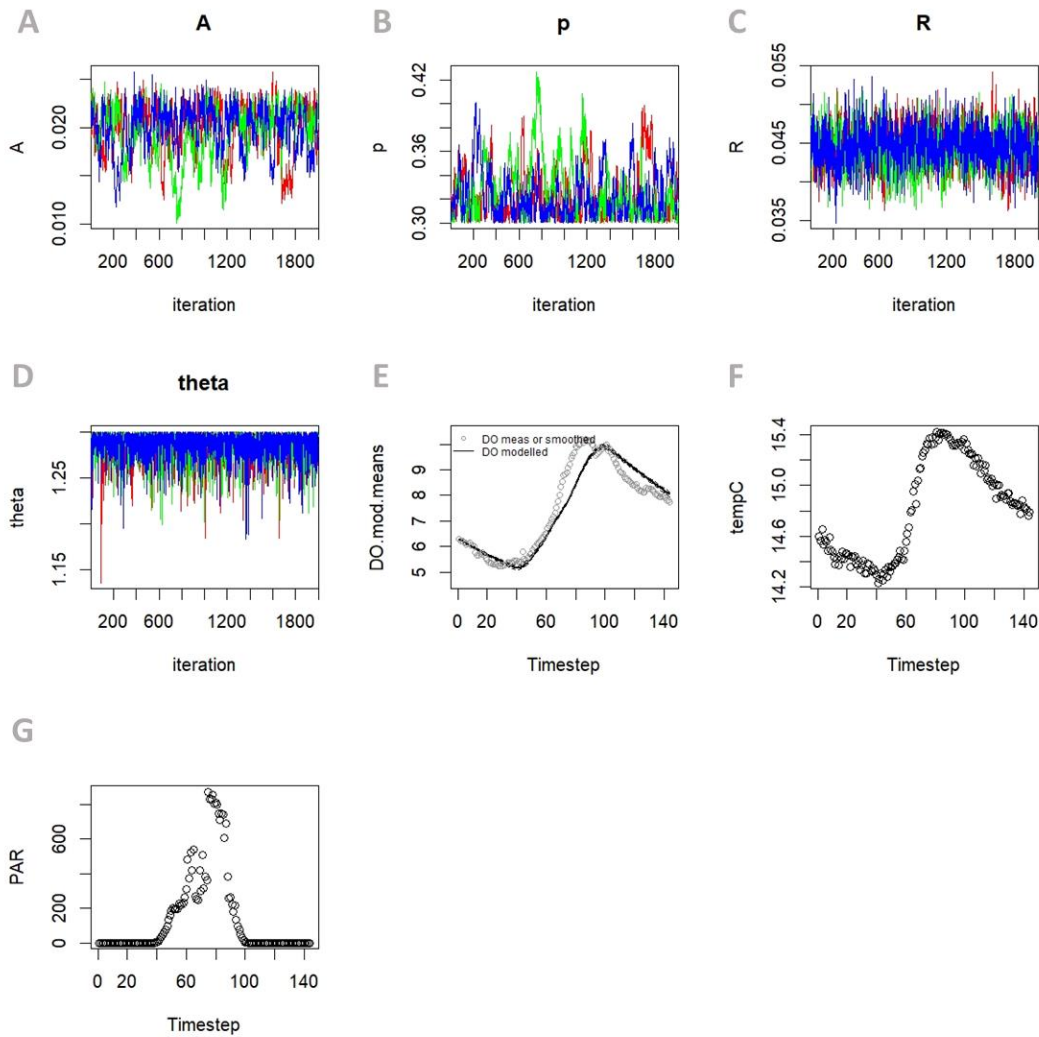 A
A
0.010 0.020
A
200 600 1200 1800
iteration
B
p
0.30 0.36 0.42
p
200 600 1200 1800
iteration
C
R
0.035 0.045 0.055
R
200 600 1200 1800
iteration
D
theta
1.15 1.25
theta
200 600 1200 1800
iteration
E
DO meas or smoothed
DO modelled
5 6 7 8 9
DO.mod.means
0 20 60 100 140
Timestep
F
14.2 14.6 15.0 15.4
tempC
0 20 60 100 140
Timestep
G
0 200 600
PAR
0 20 60 100 140
Timestep